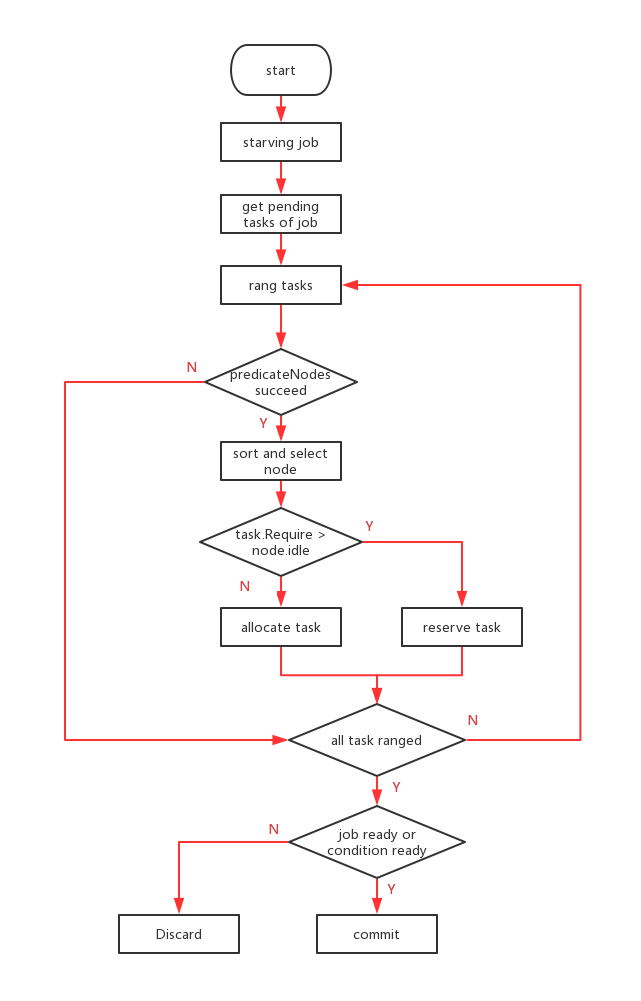 start
starving job
get pending
tasks of job
rang tasks
N
predicateNodes
succeed
Y
sort and select
node
task.Require >
node.idle
Y
N
allocate task
reserve task
all task ranged
N
Y
job ready or
condition ready
N
Y
Discard
commit